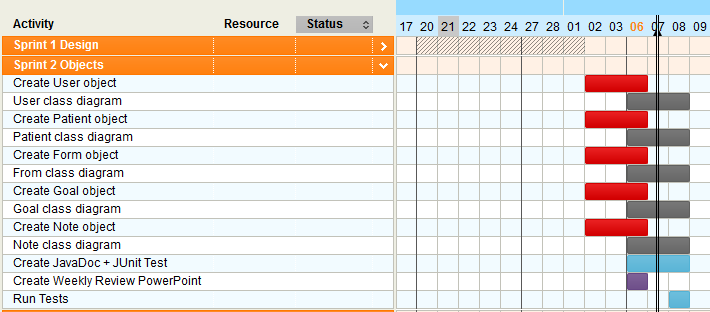 Activity Resource Status
17 20 21 22 23 24 26 27 28 01 02 03 06 07 08 09
Sprint 1 Design
Sprint 2 Objects
Create User object
User class diagram
Create Patient object
Patient class diagram
Create Form object
From class diagram
Create Goal object
Goal class diagram
Create Note object
Note class diagram
Create JavaDoc + JUnit Test
Create Weekly Review PowerPoint
Run Tests